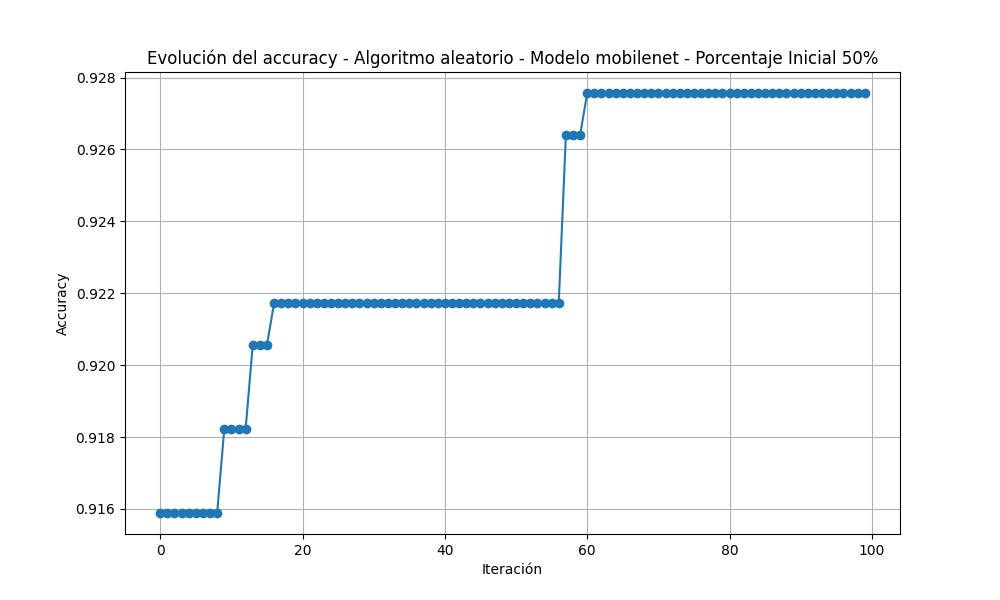 Evolución del accuracy - Algoritmo aleatorio - Modelo mobilenet - Porcentaje Inicial 50%
0.928
0.926
0.924
0.922
0.920
0.918
0.916
Accuracy
0 20 40 60 80 100
Iteración